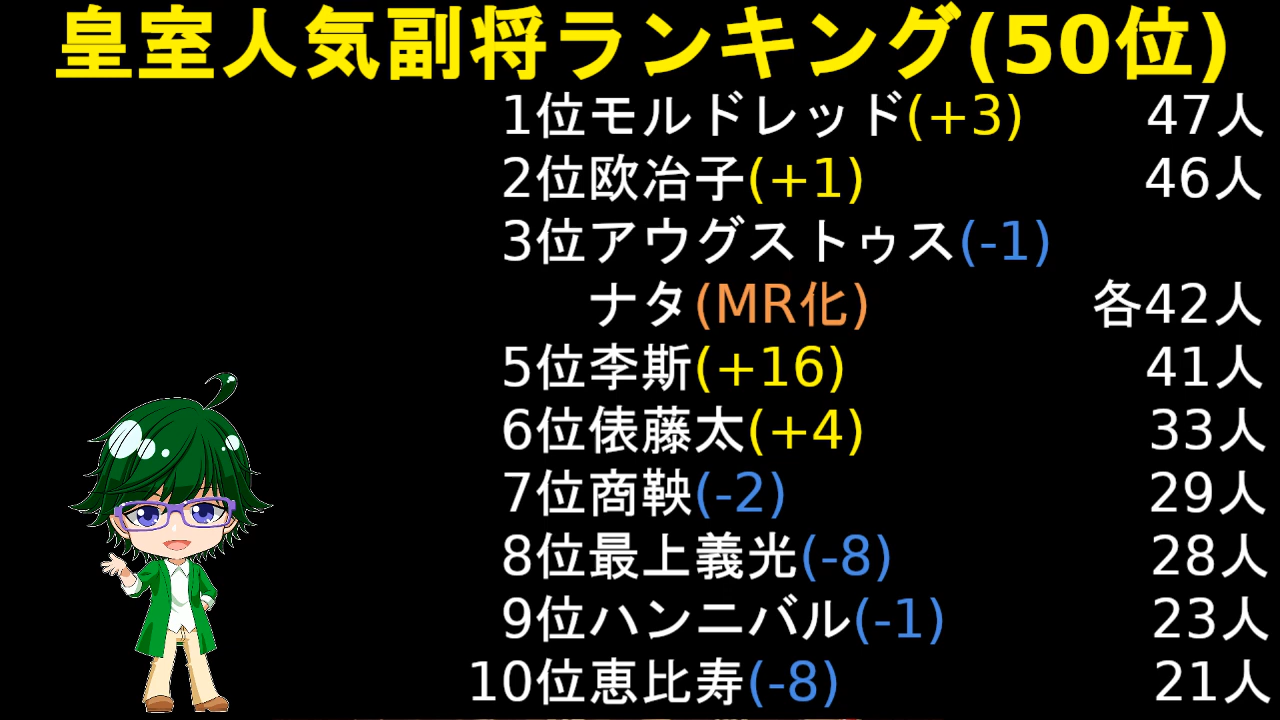 皇室人気副将ランキング(50位)
1位モルドレッド(+3) 47人
2位欧冶子(+1) 46人
3位アウグストゥス(-1)
ナタ(MR化) 各42人
5位李斯(+16) 41人
6位俵藤太(+4) 33人
7位商鞅(-2) 29人
8位最上義光(-8) 28人
9位ハンニバル(-1) 23人
10位恵比寿(-8) 21人